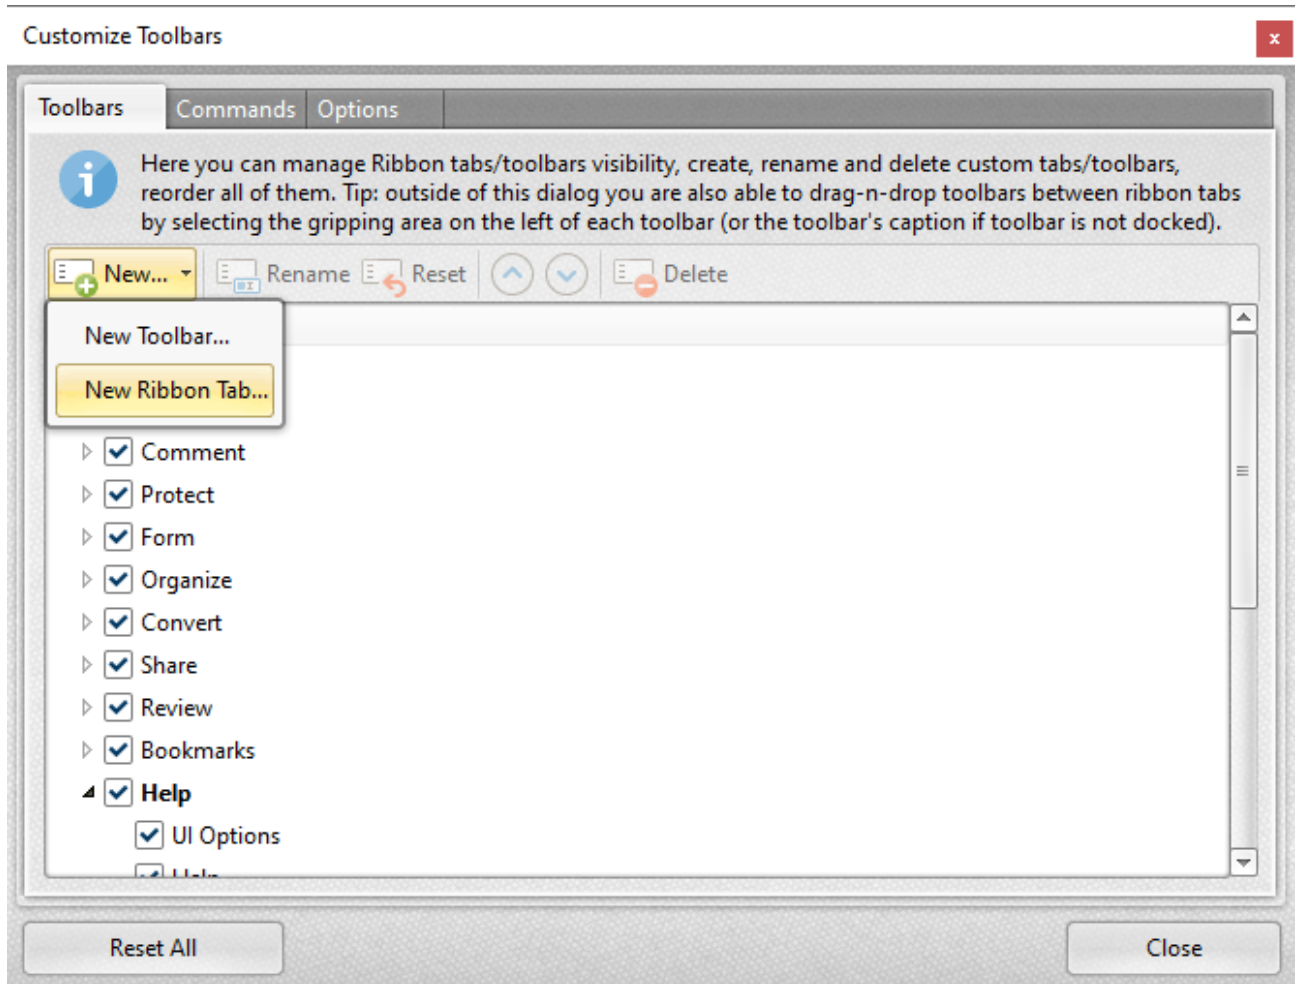 Customize Toolbars
x
Toolbars Commands Options
Here you can manage Ribbon tabs/toolbars visibility, create, rename and delete custom tabs/toolbars,
reorder all of them. Tip: outside of this dialog you are also able to drag-n-drop toolbars between ribbon tabs
by selecting the gripping area on the left of each toolbar (or the toolbar's caption if toolbar is not docked).
New... Rename Reset Delete
New Toolbar...
New Ribbon Tab...
Comment
Protect
Form
Organize
Convert
Share
Review
Bookmarks
Help
UI Options
Reset All Close